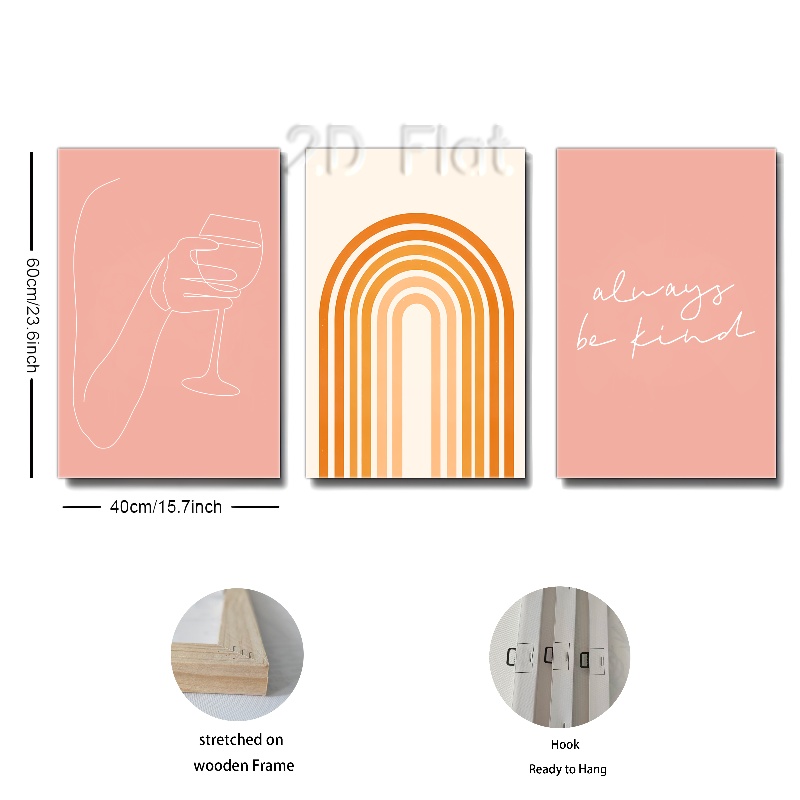 2D Flat
60cm/23.6inch
always
be kind
40cm/15.7inch
stretched on
wooden Frame
Hook
Ready to Hang